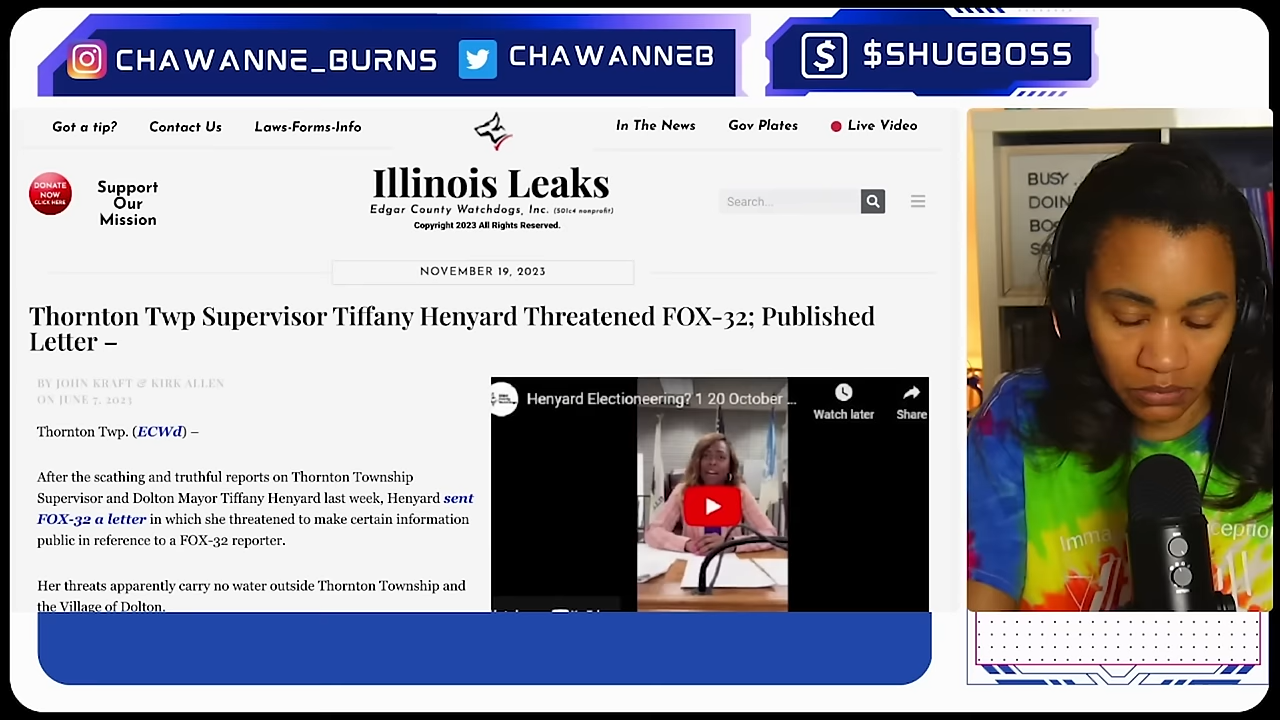 CHAWANNE_BURNS
CHAWANNEB
$SHUGBOSS
Got a tip?
Contact Us
Laws-Forms-Info
In The News
Gov Plates
Live Video
DONATE
NOW
CLICK HERE
Support
Our
Mission
Illinois Leaks
Edgar County Watchdogs, Inc. (501c4 nonprofit)
Copyright 2023 All Rights Reserved.
Search...
NOVEMBER 19, 2023
Thornton Twp Supervisor Tiffany Henyard Threatened FOX-32; Published
Letter –
BY JOHN KRAFT & KIRK ALLEN
ON JUNE 7, 2023
Thornton Twp. (ECWd) –
After the scathing and truthful reports on Thornton Township
Supervisor and Dolton Mayor Tiffany Henyard last week, Henyard sent
FOX-32 a letter in which she threatened to make certain information
public in reference to a FOX-32 reporter.
Her threats apparently carry no water outside Thornton Township and
the Village of Dolton.
Henyard Electioneering? 1 20 October ...
Watch later
Share
BUSY
DOIN
BO
Imma
ception